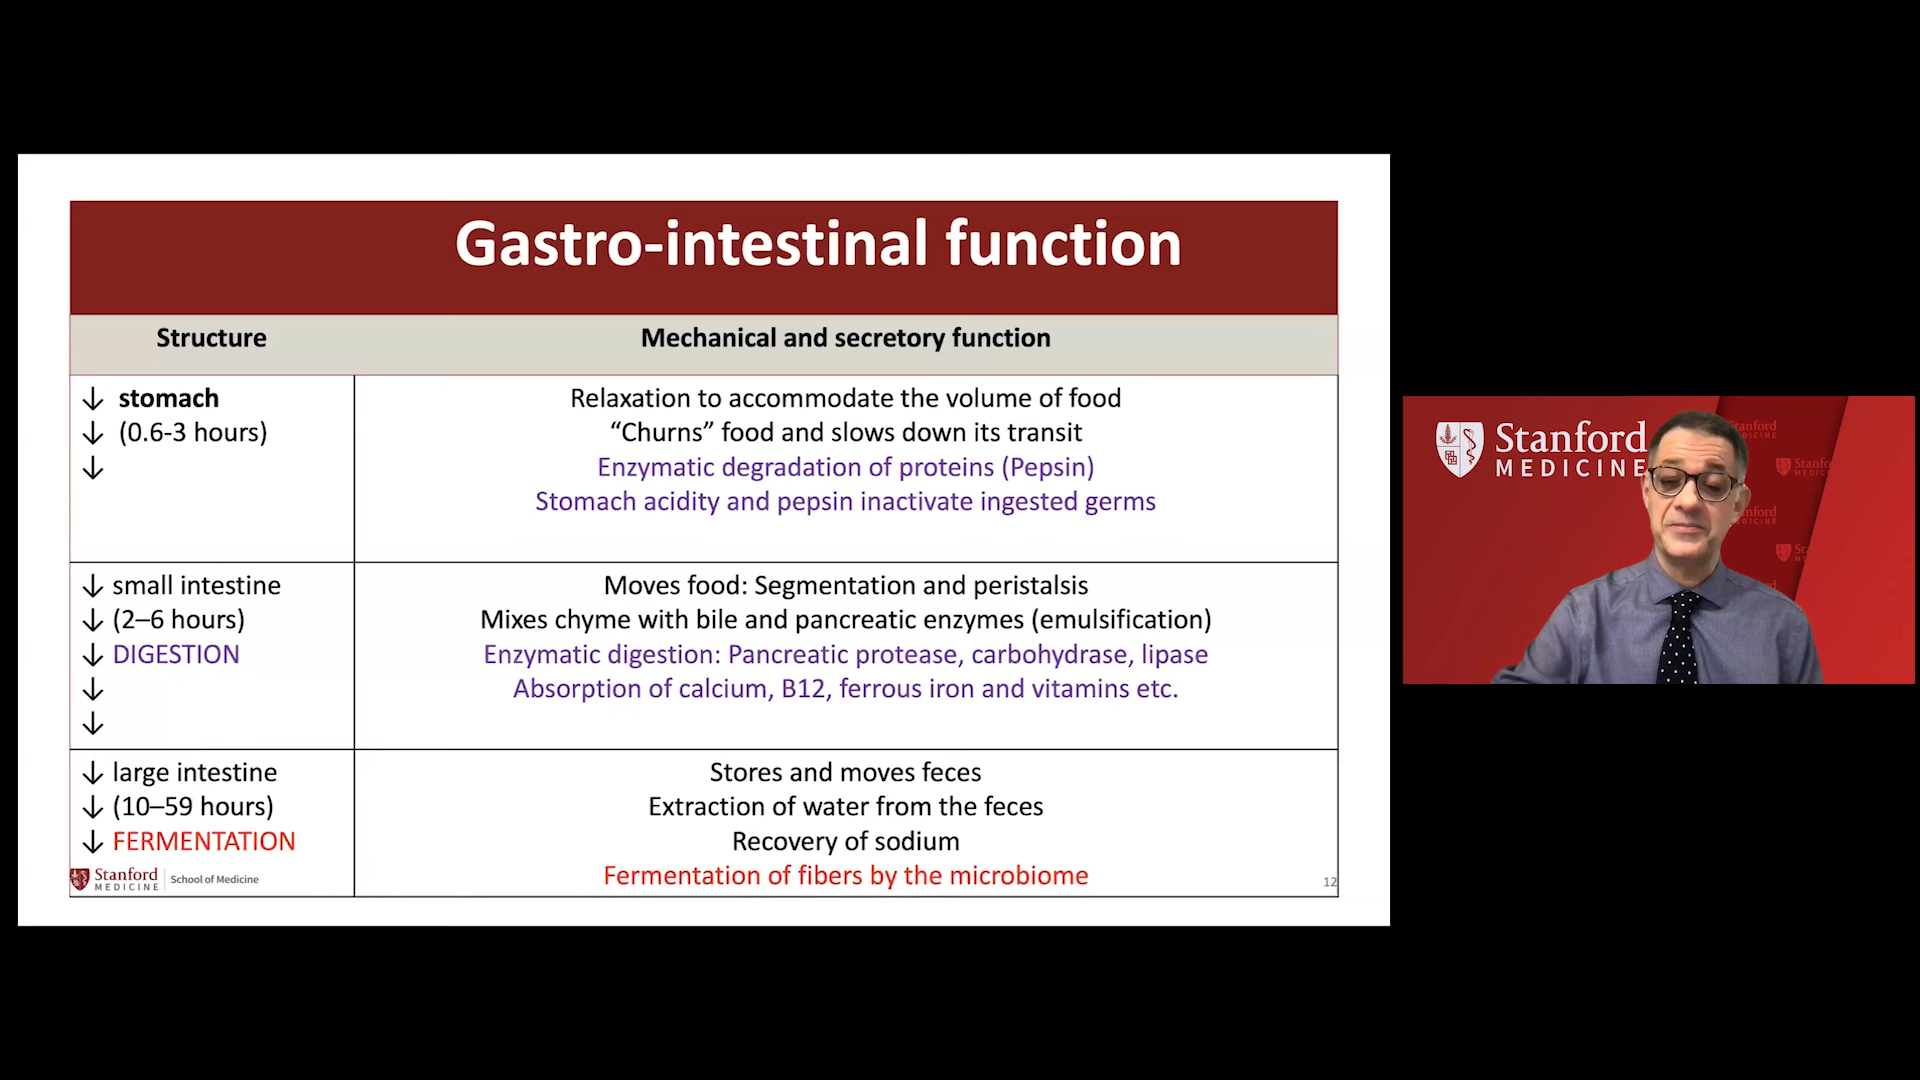 Gastro-intestinal function
Structure
Mechanical and secretory function
↓ stomach
↓ (0.6-3 hours)
↓
Relaxation to accommodate the volume of food
“Churns” food and slows down its transit
Enzymatic degradation of proteins (Pepsin)
Stomach acidity and pepsin inactivate ingested germs
↓ small intestine
↓ (2–6 hours)
↓ DIGESTION
↓
↓
Moves food: Segmentation and peristalsis
Mixes chyme with bile and pancreatic enzymes (emulsification)
Enzymatic digestion: Pancreatic protease, carbohydrase, lipase
Absorption of calcium, B12, ferrous iron and vitamins etc.
↓ large intestine
↓ (10–59 hours)
↓ FERMENTATION
Stores and moves feces
Extraction of water from the feces
Recovery of sodium
Fermentation of fibers by the microbiome
Stanford
MEDICINE
School of Medicine
12
Stanford
MEDICINE